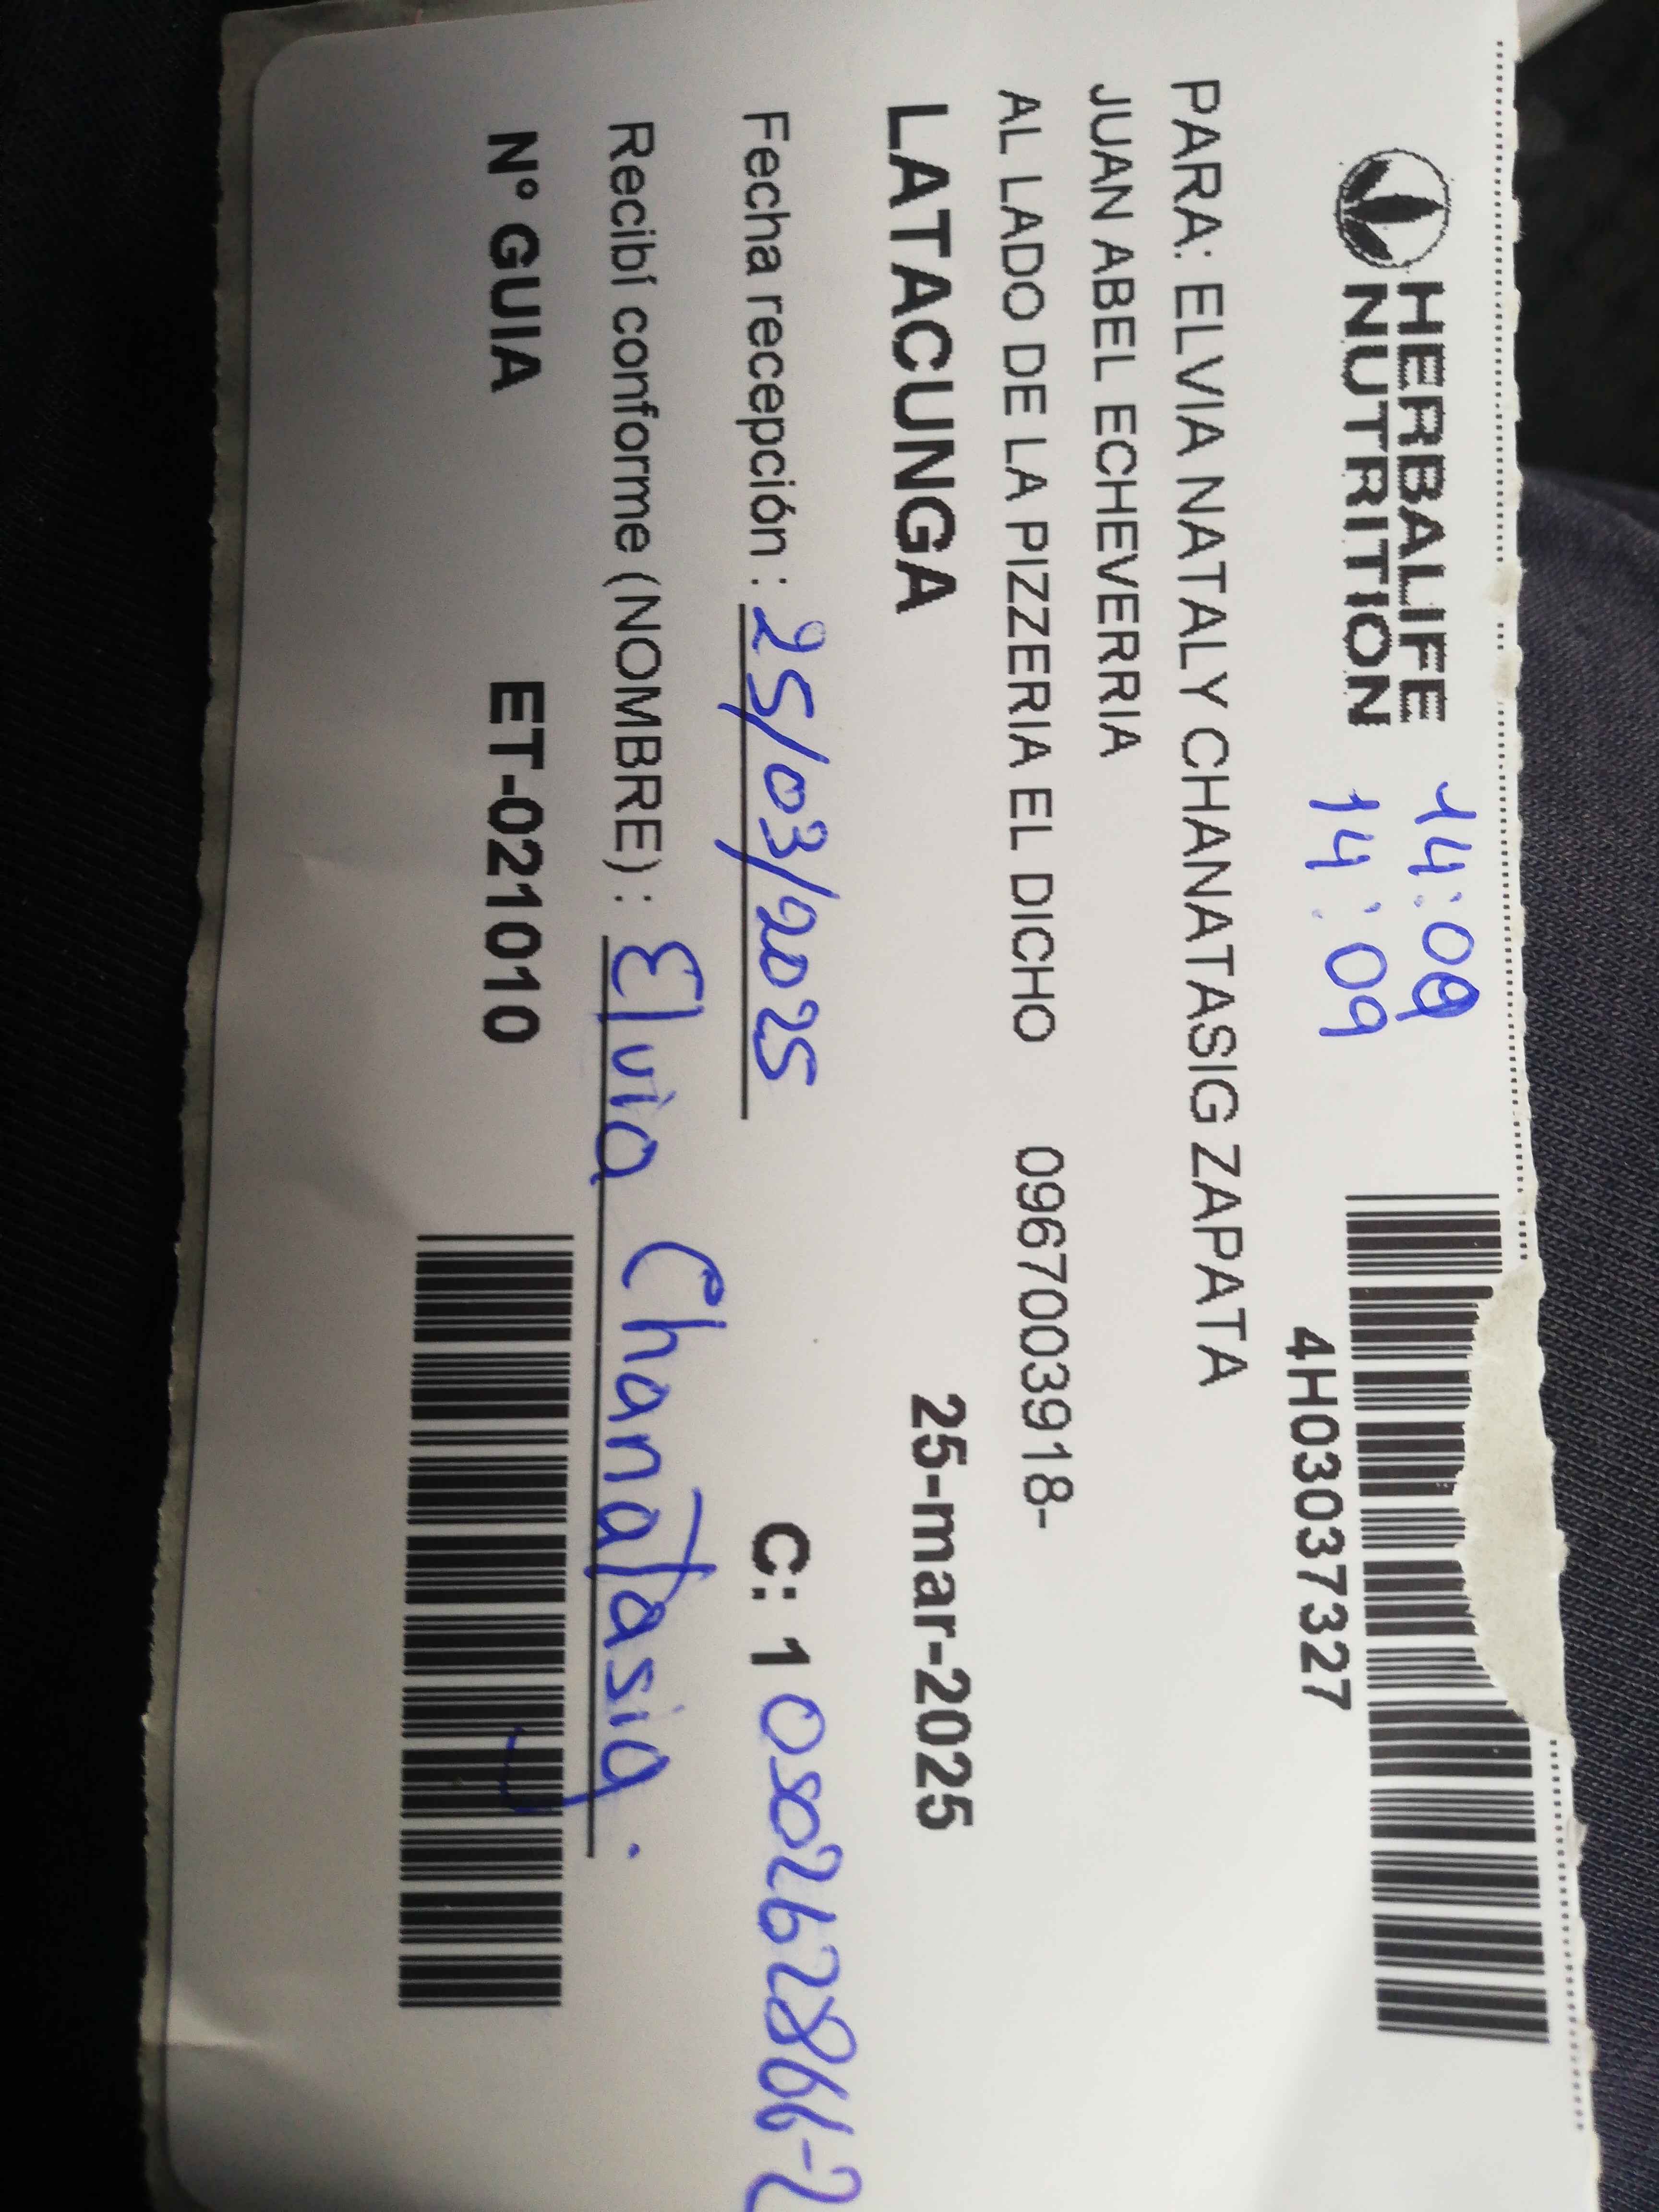 HERBALIFE
NUTRITION
14:09
14:09
4H03037327
PARA: ELVIA NATALY CHANATASIG ZAPATA
JUAN ABEL ECHEVERRIA
AL LADO DE LA PIZZERIA EL DICHO 0967003918-
LATACUNGA 25-mar-2025
Fecha recepción : 25/03/2025 C: 1 050262866-2
Recibí conforme (NOMBRE) : Elvia Chanatasig.
N° GUIA ET-021010